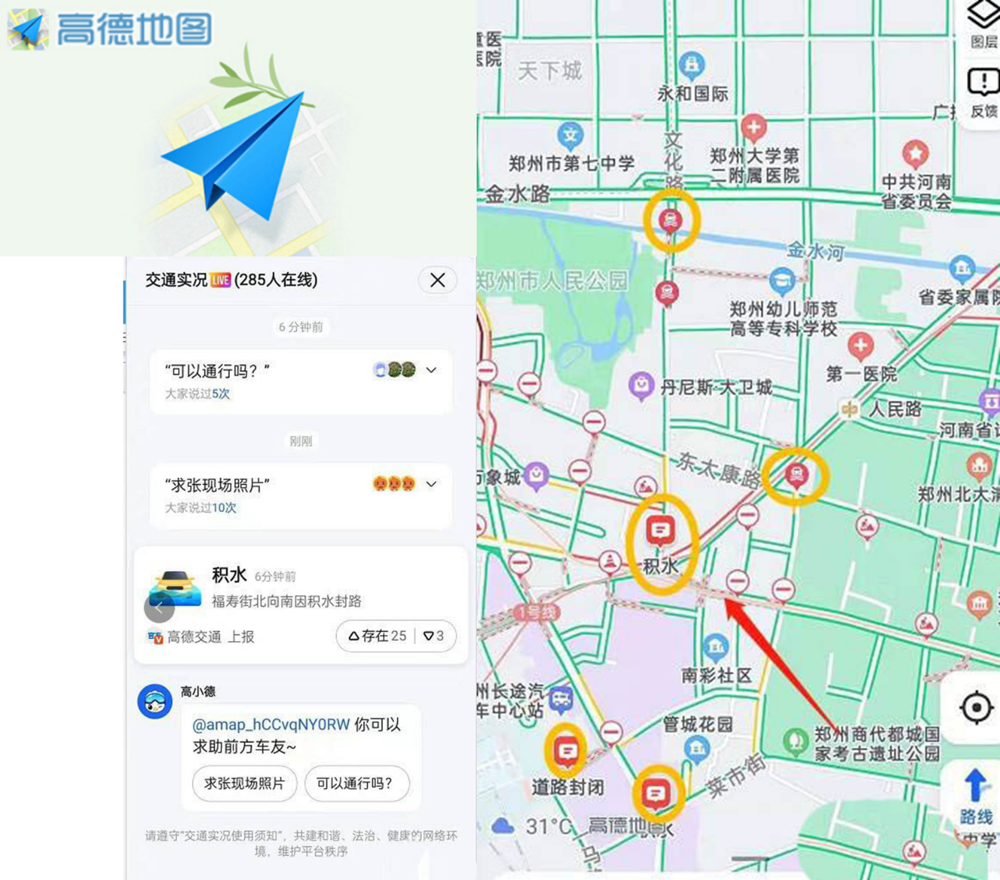 高德地图
交通实况LIVE(285人在线)
6 分钟前
“可以通行吗？”
大家说过5次
刚刚
“求张现场照片”
大家说过10次
积水 6分钟前
福寿街北向南因积水封路
高德交通 上报
存在 25
3
高小德
@amap_hCCvqNY0RW 你可以
求助前方车友~
求张现场照片
可以通行吗？
请遵守“交通实况使用须知”，共建和谐、法治、健康的网络环
境，维护平台秩序
图层
反馈
医院
天下城
永和国际
文
郑州市第七中学
文化路
郑州大学第
二附属医院
中共河南
省委员会
金水路
金水河
郑州市人民公园
郑州幼儿师范
高等专科学校
省委家属院
第一医院
丹尼斯·大卫城
人民路
河南省
东太康路
万象城
郑州北大清
积水
1号线
南彩社区
州长途汽
车中心站
管城花园
郑州商代都城国
家考古遗址公园
道路封闭
菜市街
31°C
高德地图
路线
中学